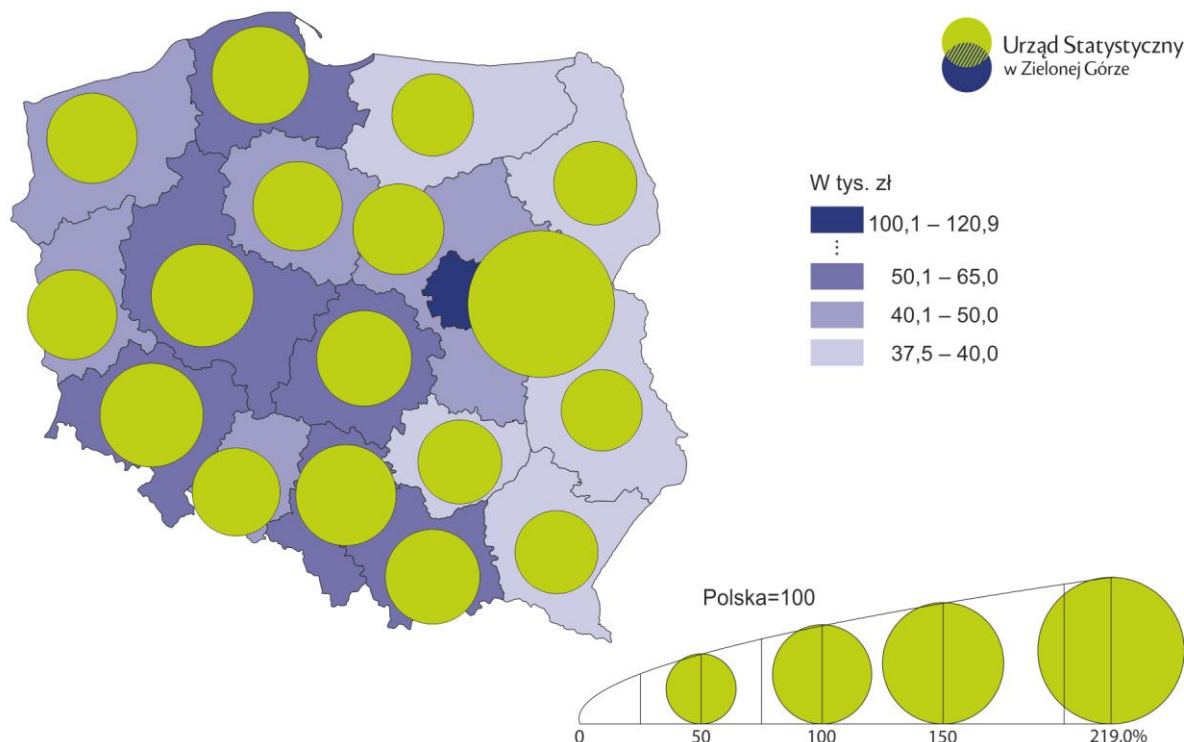 Urząd Statystyczny
w Zielonej Górze
W tys. zł
100,1 – 120,9
50,1 – 65,0
40,1 – 50,0
37,5 – 40,0
Polska=100
0 50 100 150 219,0%